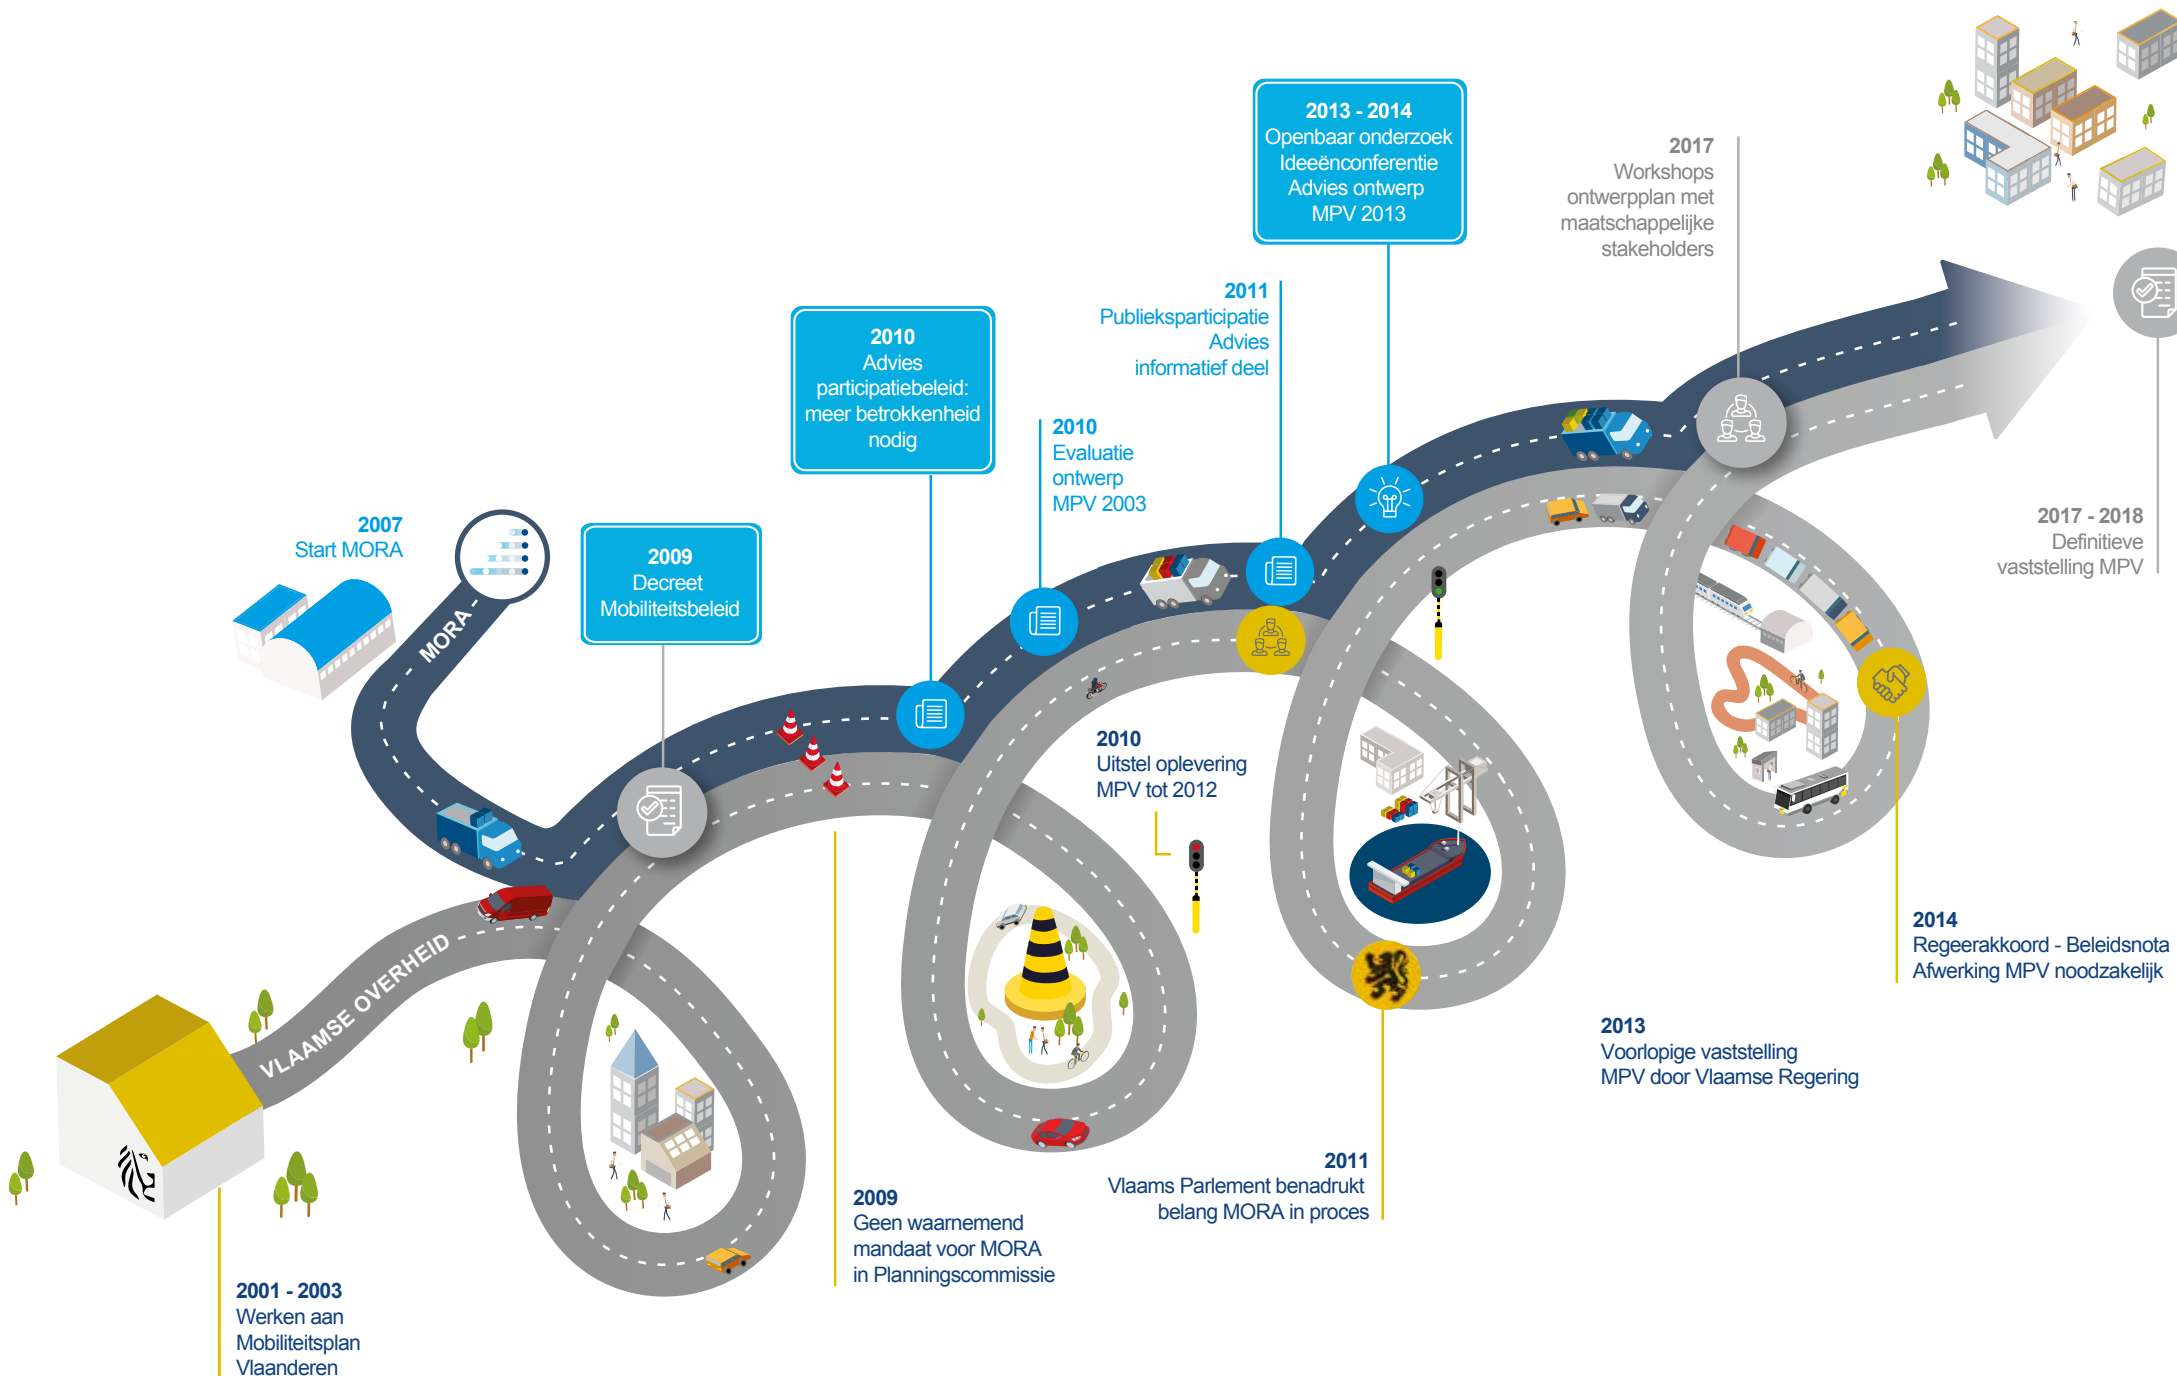 2013 - 2014
Openbaar onderzoek
Ideeënconferentie
Advies ontwerp
MPV 2013
2017
Workshops
ontwerpplan met
maatschappelijke
stakeholders
2011
Publieksparticipatie
Advies
informatief deel
2010
Advies
participatiebeleid:
meer betrokkenheid
nodig
2010
Evaluatie
ontwerp
MPV 2003
2007
Start MORA
2009
Decreet
Mobiliteitsbeleid
2017 - 2018
Definitieve
vaststelling MPV
MORA
2010
Uitstel oplevering
MPV tot 2012
VLAAMSE OVERHEID
2014
Regeerakkoord - Beleidsnota
Afwerking MPV noodzakelijk
2013
Voorlopige vaststelling
MPV door Vlaamse Regering
2011
Vlaams Parlement benadrukt
belang MORA in proces
2009
Geen waarnemend
mandaat voor MORA
in Planningscommissie
2001 - 2003
Werken aan
Mobiliteitsplan
Vlaanderen